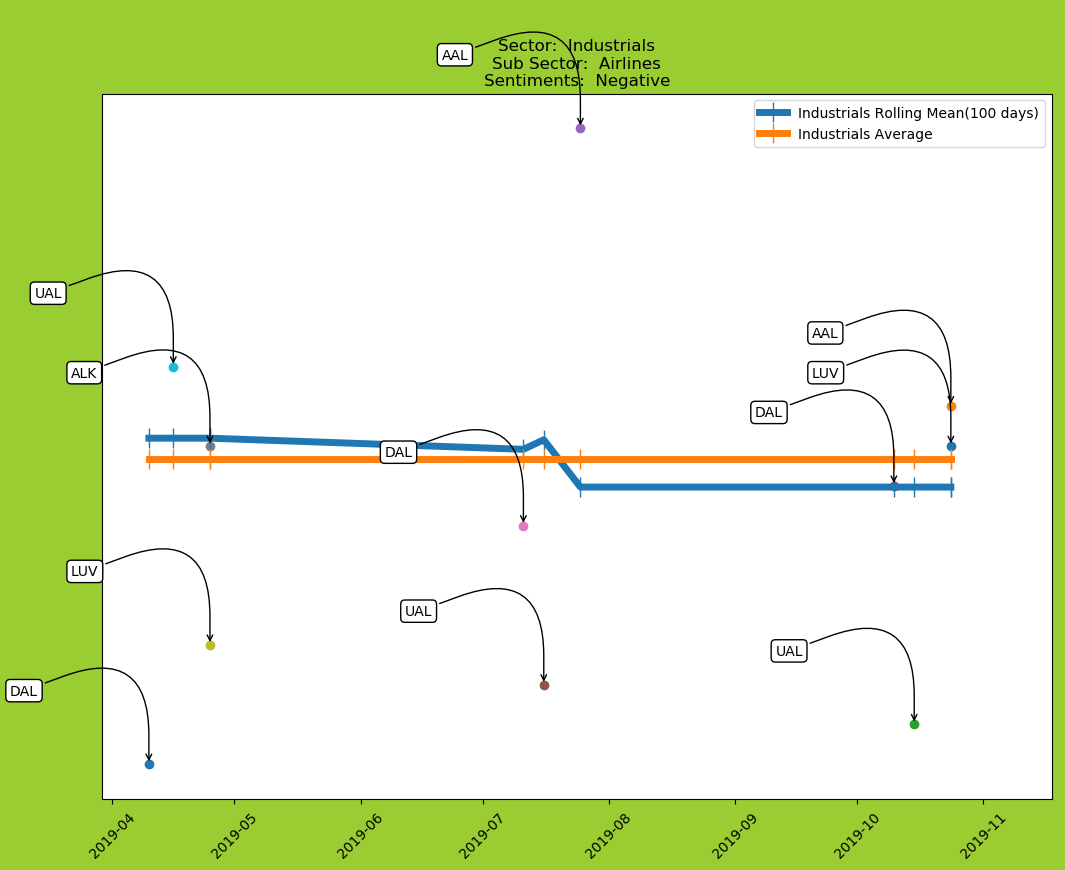 Sector:  Industrials
Sub Sector:  Airlines
Sentiments:  Negative
AAL
Industrials Rolling Mean(100 days)
Industrials Average
UAL
AAL
ALK
LUV
DAL
DAL
LUV
UAL
UAL
DAL
2019-04
2019-05
2019-06
2019-07
2019-08
2019-09
2019-10
2019-11